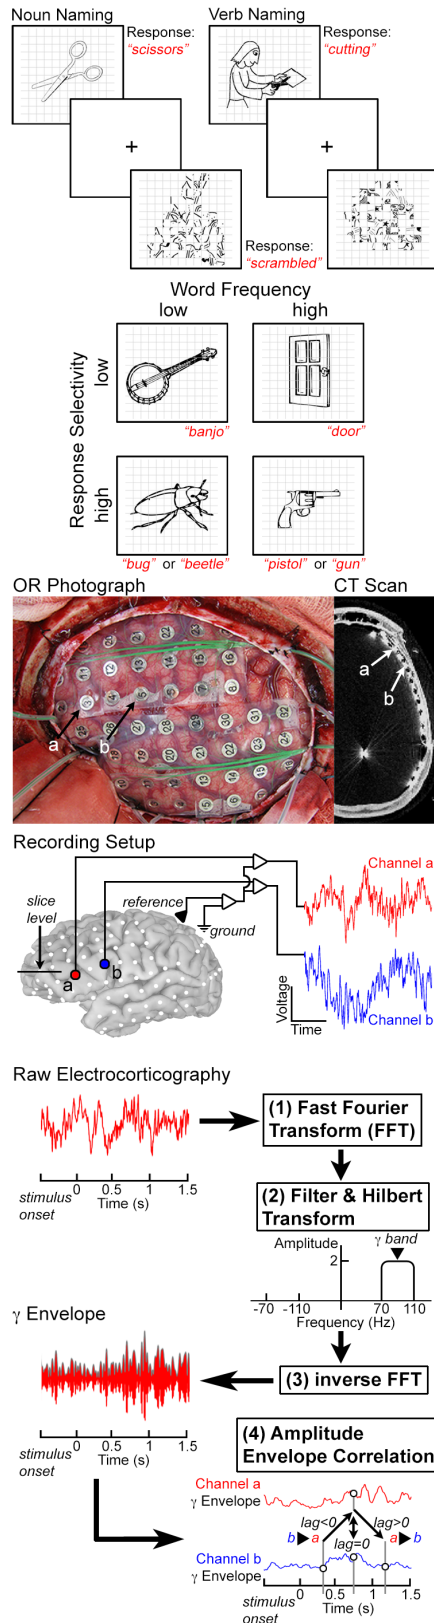 Noun Naming
Verb Naming
Response:
“scissors”
Response:
“cutting”
+
+
Response:
“scrambled”
Word Frequency
low
high
Response Selectivity
low
high
“banjo”
“door”
“bug” or “beetle”
“pistol” or “gun”
OR Photograph
CT Scan
a
b
a
b
Recording Setup
slice
level
reference
ground
a
b
Channel a
Channel b
Voltage
Time
Raw Electrocorticography
stimulus
onset
0
0.5
1
1.5
Time (s)
(1) Fast Fourier
Transform (FFT)
(2) Filter & Hilbert
Transform
Amplitude
γ band
2
-70
-110
70
110
Frequency (Hz)
γ Envelope
(3) inverse FFT
stimulus
onset
0
0.5
1
1.5
Time (s)
(4) Amplitude
Envelope Correlation
Channel a
γ Envelope
lag<0
lag>0
b ▶ a
lag=0
a ▶ b
Channel b
γ Envelope
stimulus
onset
0
0.5
1
1.5
Time (s)